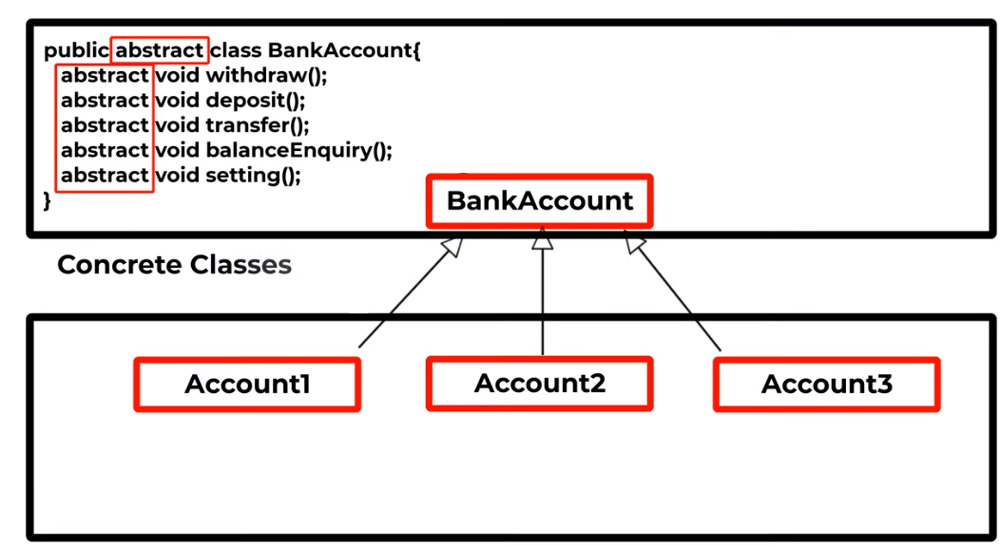 public abstract class BankAccount{
abstract void withdraw();
abstract void deposit();
abstract void transfer();
abstract void balanceEnquiry();
abstract void setting();
}
BankAccount
Concrete Classes
Account1
Account2
Account3